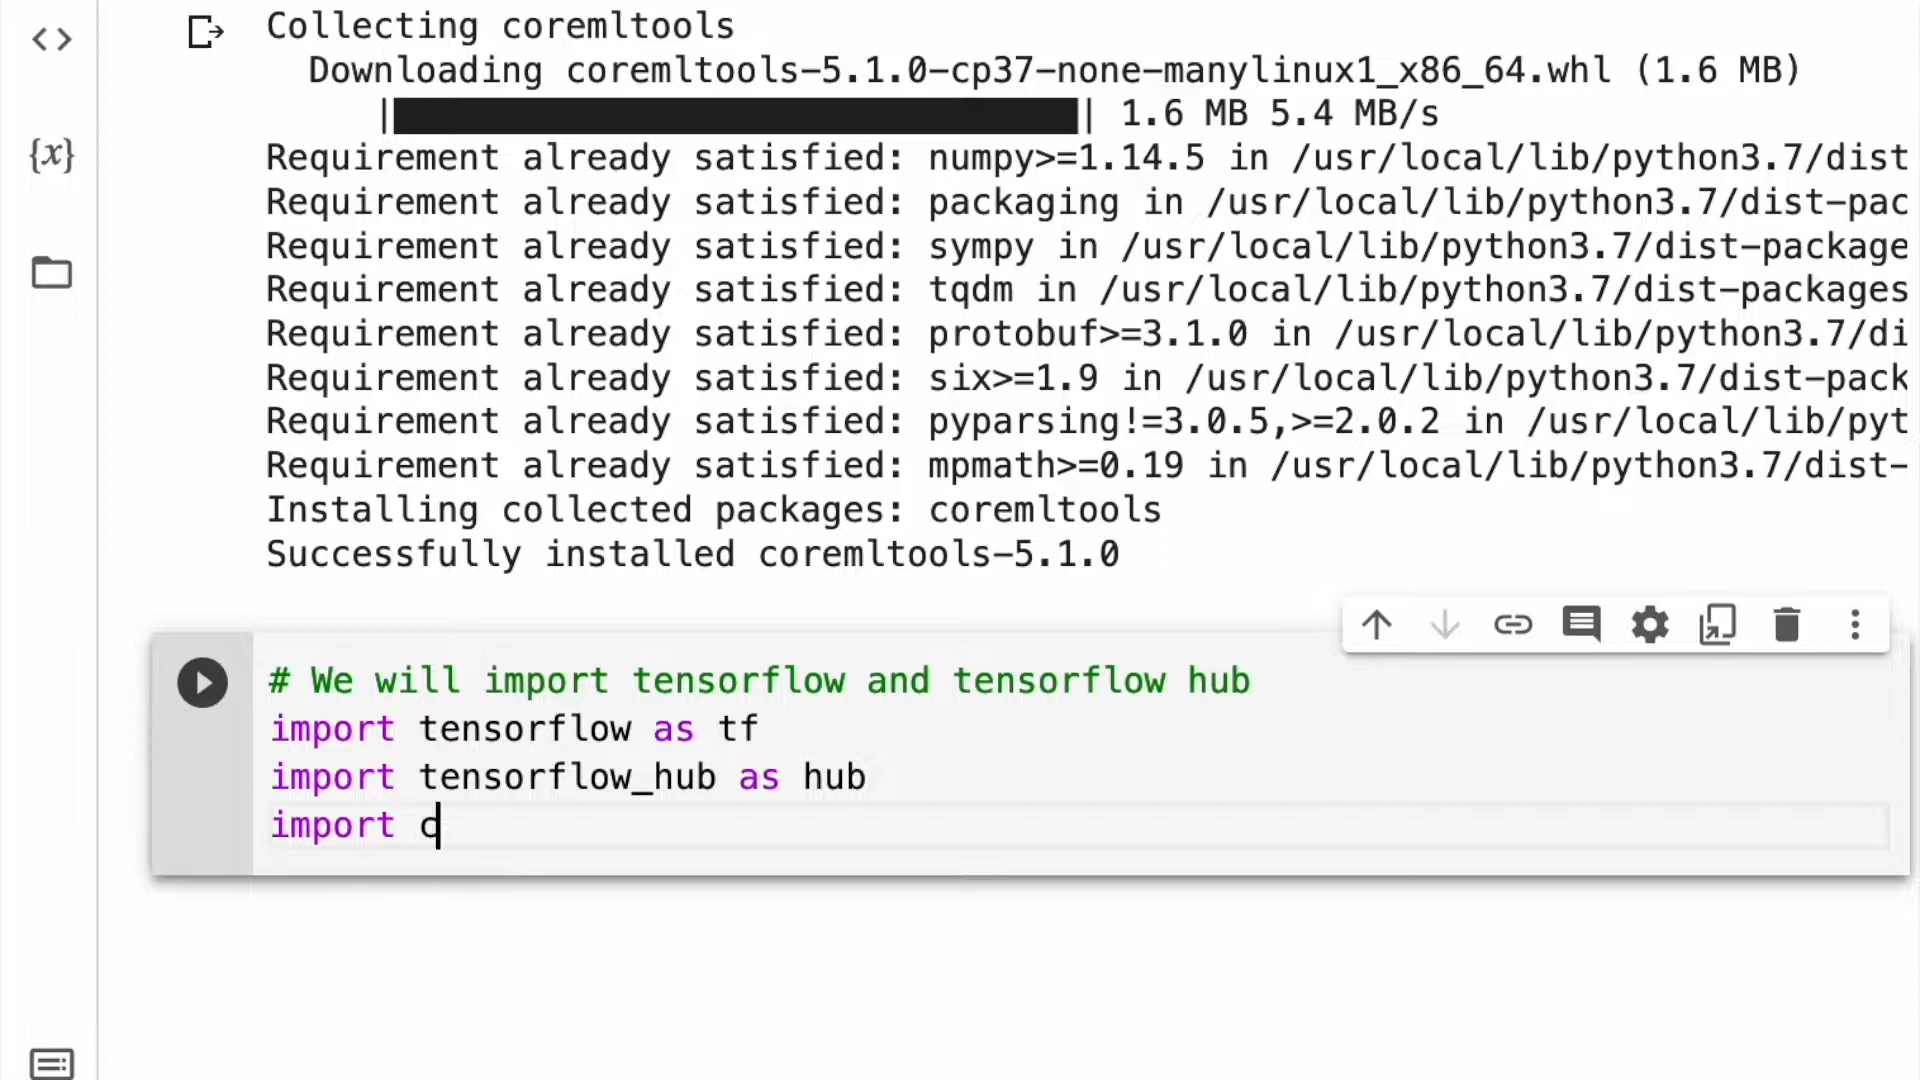 Collecting coremltools
Downloading coremltools-5.1.0-cp37-none-manylinux1_x86_64.whl (1.6 MB)
|████████████████████████████████| 1.6 MB 5.4 MB/s
Requirement already satisfied: numpy>=1.14.5 in /usr/local/lib/python3.7/dist
Requirement already satisfied: packaging in /usr/local/lib/python3.7/dist-pac
Requirement already satisfied: sympy in /usr/local/lib/python3.7/dist-package
Requirement already satisfied: tqdm in /usr/local/lib/python3.7/dist-packages
Requirement already satisfied: protobuf>=3.1.0 in /usr/local/lib/python3.7/di
Requirement already satisfied: six>=1.9 in /usr/local/lib/python3.7/dist-pack
Requirement already satisfied: pyparsing!=3.0.5,>=2.0.2 in /usr/local/lib/pyt
Requirement already satisfied: mpmath>=0.19 in /usr/local/lib/python3.7/dist-
Installing collected packages: coremltools
Successfully installed coremltools-5.1.0
# We will import tensorflow and tensorflow hub
import tensorflow as tf
import tensorflow_hub as hub
import c
{x}